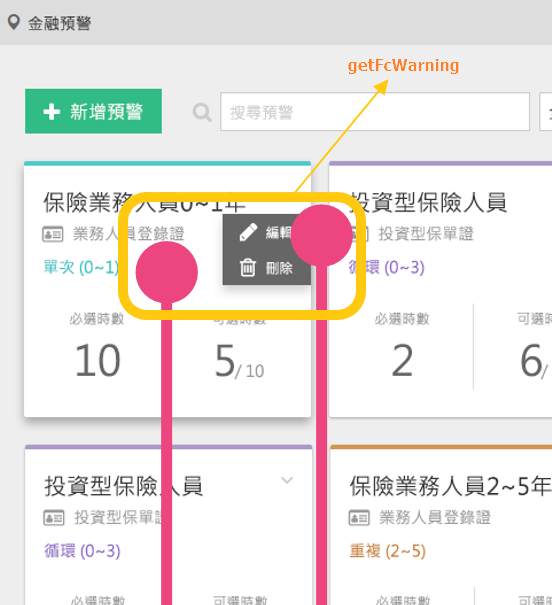 金融預警
getFcWarning
新增預警
搜尋預警
保險業務人員0~1年
業務人員登錄證
單次 (0~1)
編輯
刪除
必選時數
可選時數
10
5/ 10
投資型保險人員
投資型保單證
循環 (0~3)
必選時數
可選時
2
6/
投資型保險人員
投資型保單證
循環 (0~3)
必選時數
可選時數
保險業務人員2~5年
業務人員登錄證
重複 (2~5)
必選時數
可選時